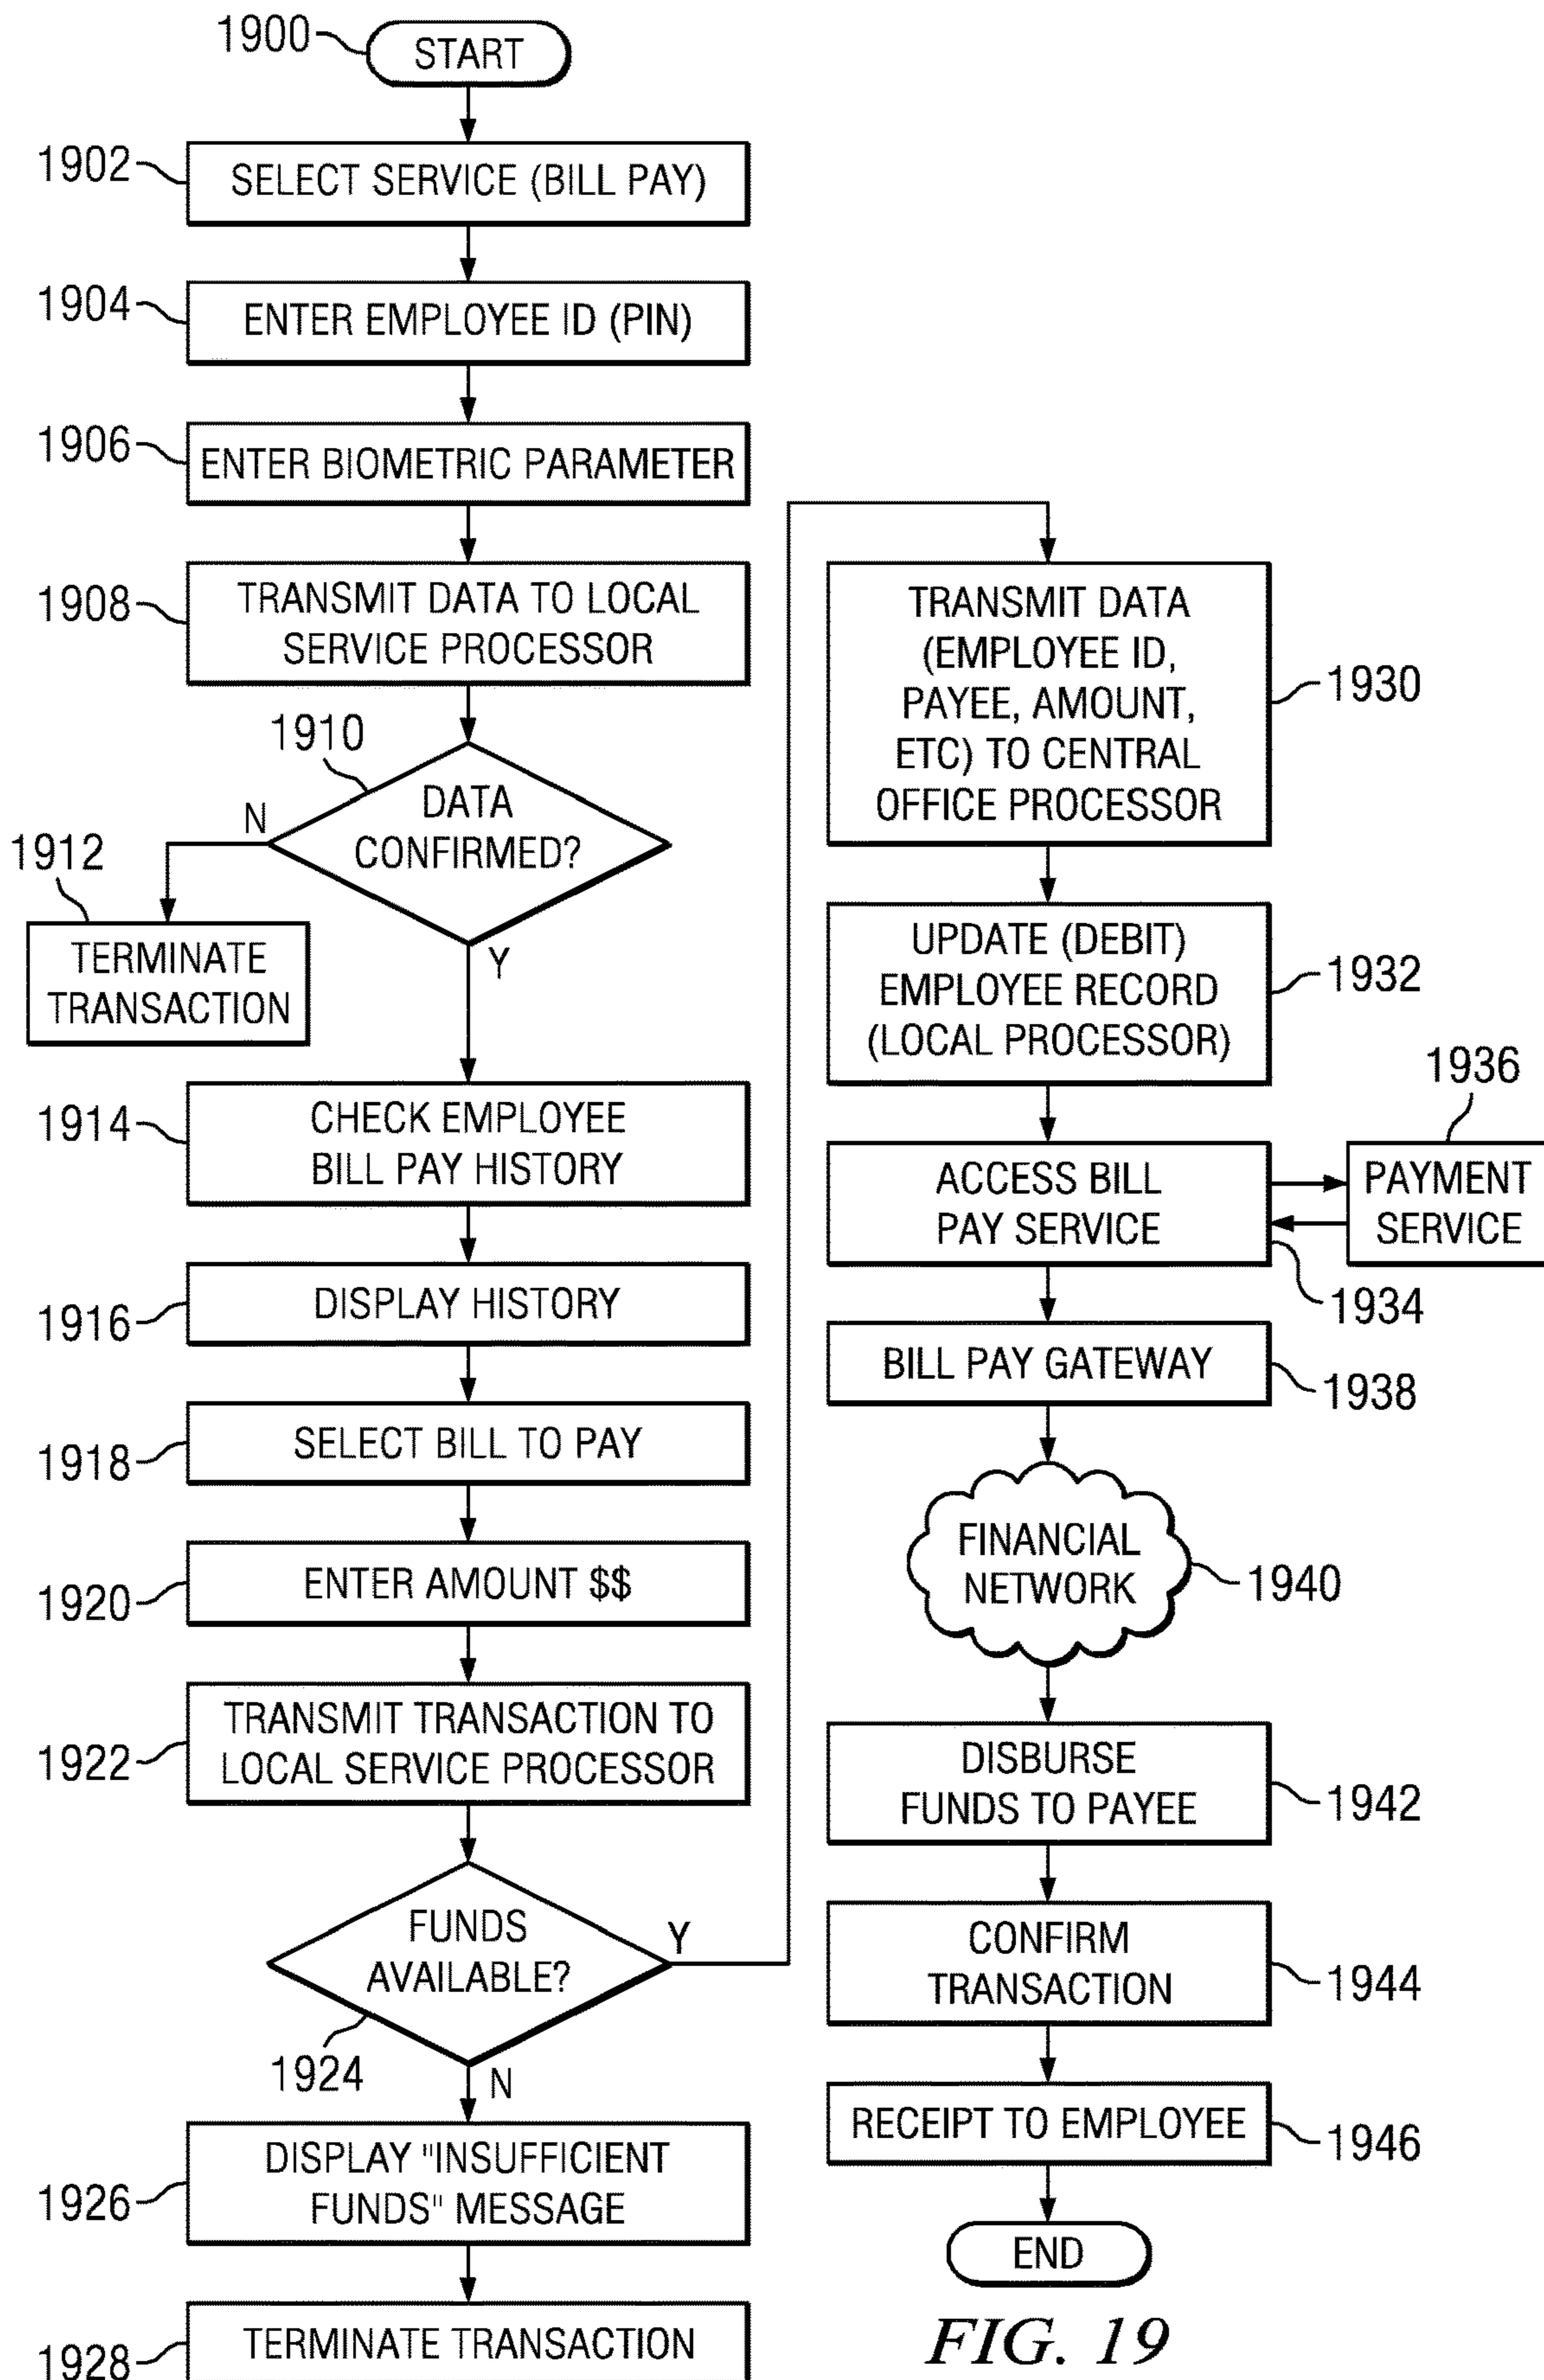 1900
START
1902
SELECT SERVICE (BILL PAY)
1904
ENTER EMPLOYEE ID (PIN)
1906
ENTER BIOMETRIC PARAMETER
1908
TRANSMIT DATA TO LOCAL
SERVICE PROCESSOR
1910
DATA
CONFIRMED?
N
Y
1912
TERMINATE
TRANSACTION
1914
CHECK EMPLOYEE
BILL PAY HISTORY
1916
DISPLAY HISTORY
1918
SELECT BILL TO PAY
1920
ENTER AMOUNT $$
1922
TRANSMIT TRANSACTION TO
LOCAL SERVICE PROCESSOR
FUNDS
AVAILABLE?
Y
1924
N
1926
DISPLAY "INSUFFICIENT
FUNDS" MESSAGE
1928
TERMINATE TRANSACTION
TRANSMIT DATA
(EMPLOYEE ID,
PAYEE, AMOUNT,
ETC) TO CENTRAL
OFFICE PROCESSOR
1930
UPDATE (DEBIT)
EMPLOYEE RECORD
(LOCAL PROCESSOR)
1932
ACCESS BILL
PAY SERVICE
1934
1936
PAYMENT
SERVICE
BILL PAY GATEWAY
1938
FINANCIAL
NETWORK
1940
DISBURSE
FUNDS TO PAYEE
1942
CONFIRM
TRANSACTION
1944
RECEIPT TO EMPLOYEE
1946
END
FIG. 19